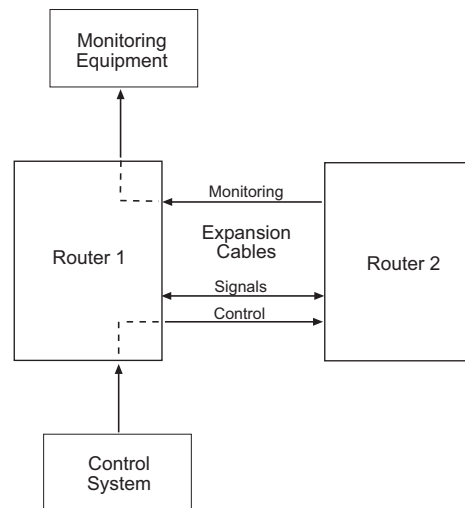 Monitoring
Equipment
Monitoring
Expansion
Cables
Router 1
Router 2
Signals
Control
Control
System